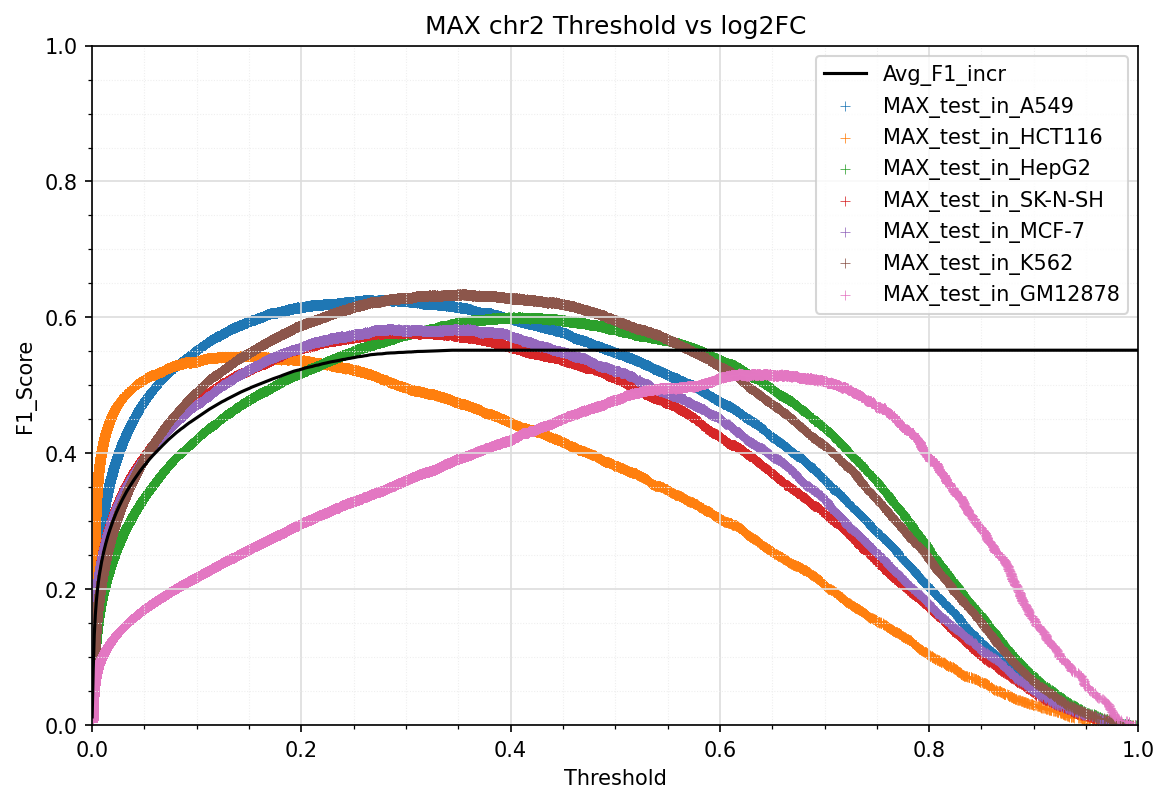 MAX chr2 Threshold vs log2FC
1.0
0.8
0.6
0.4
0.2
0.0
F1_Score
Avg_F1_incr
MAX_test_in_A549
MAX_test_in_HCT116
MAX_test_in_HepG2
MAX_test_in_SK-N-SH
MAX_test_in_MCF-7
MAX_test_in_K562
MAX_test_in_GM12878
0.0 0.2 0.4 0.6 0.8 1.0
Threshold